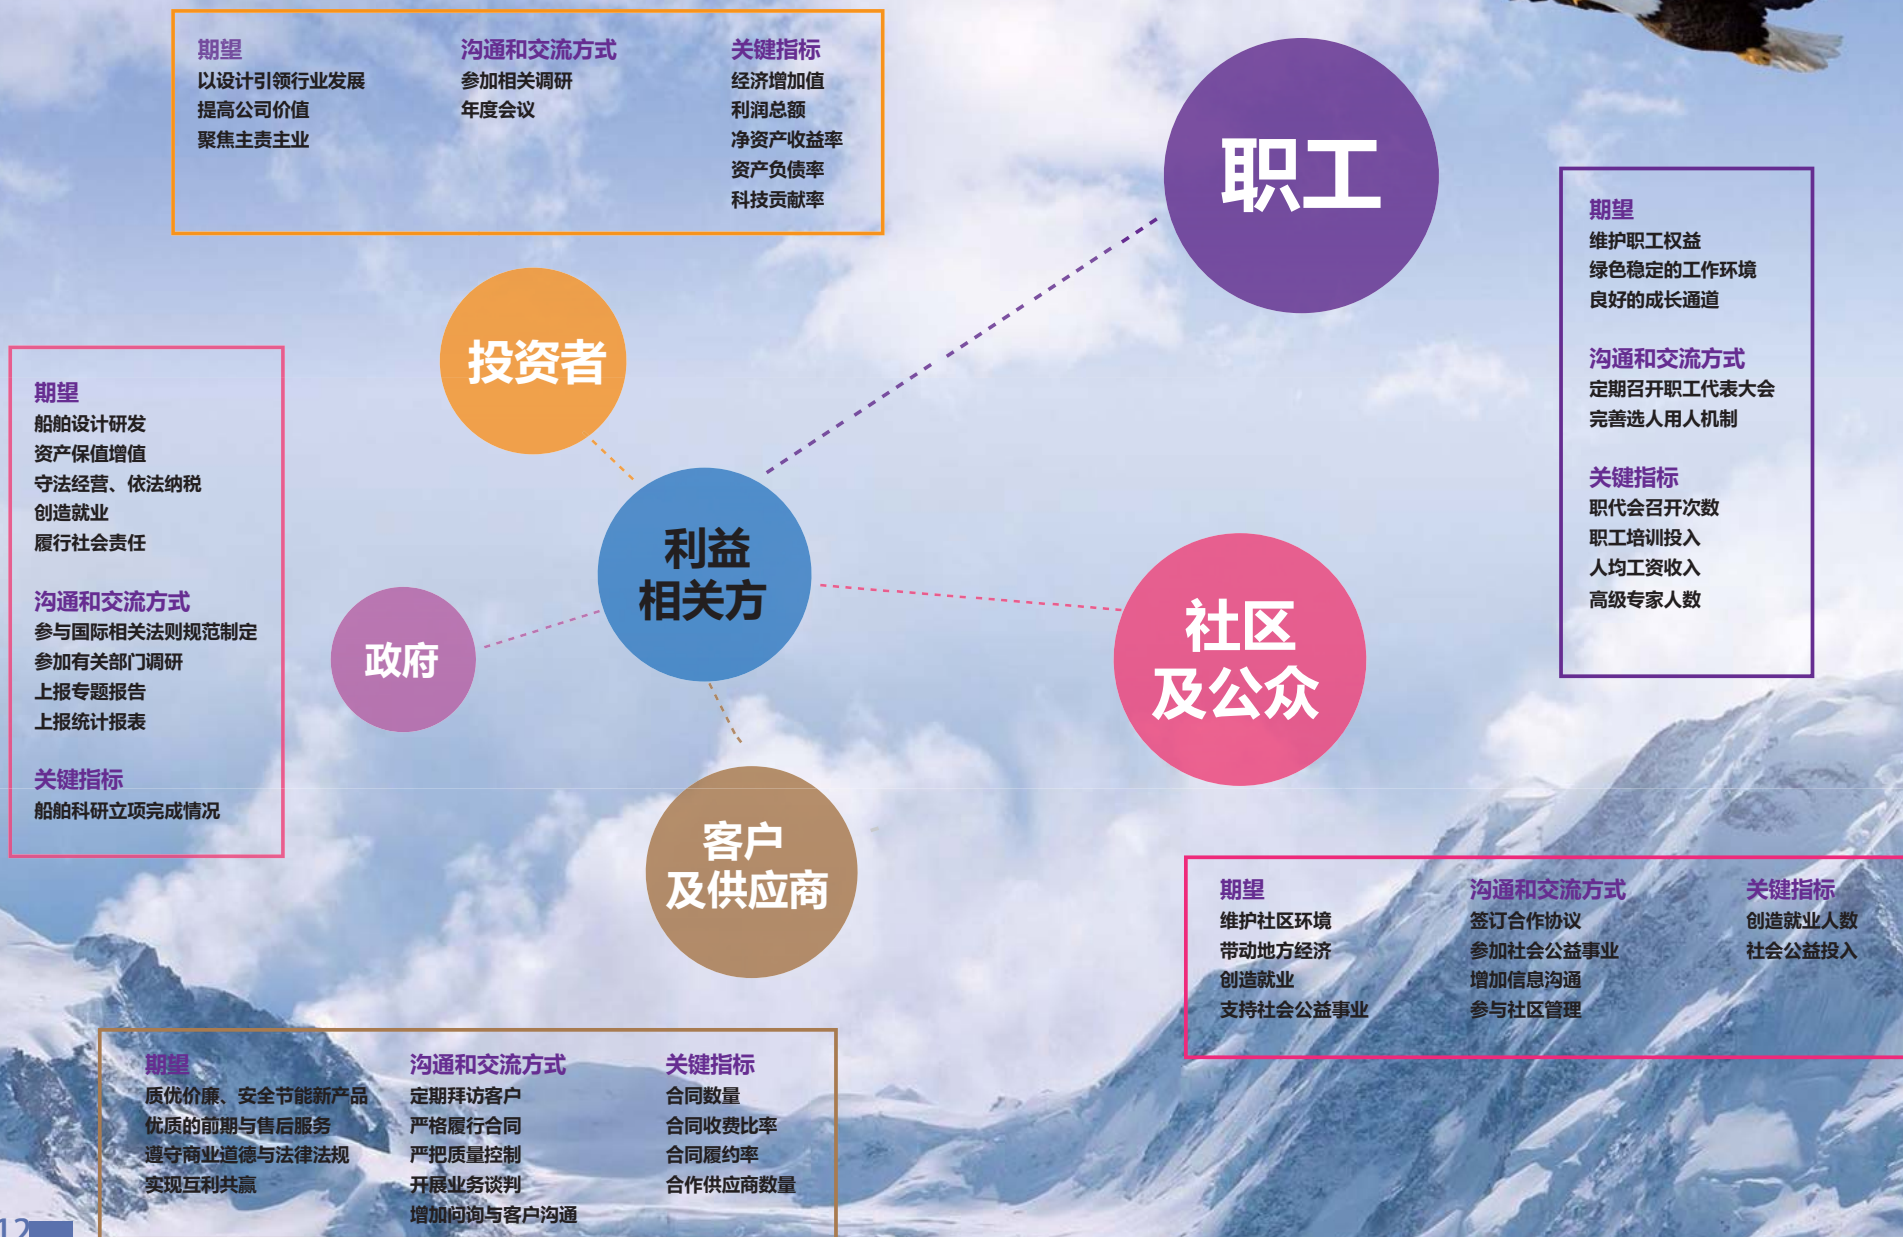 期望
以设计引领行业发展
提高公司价值
聚焦主责主业
沟通和交流方式
参加相关调研
年度会议
关键指标
经济增加值
利润总额
净资产收益率
资产负债率
科技贡献率
职工
期望
维护职工权益
绿色稳定的工作环境
良好的成长通道
沟通和交流方式
定期召开职工代表大会
完善选人用人机制
关键指标
职代会召开次数
职工培训投入
人均工资收入
高级专家人数
投资者
期望
船舶设计研发
资产保值增值
守法经营、依法纳税
创造就业
履行社会责任
沟通和交流方式
参与国际相关法则规范制定
参加有关部门调研
上报专题报告
上报统计报表
关键指标
船舶科研立项完成情况
利益
相关方
政府
社区
及公众
客户
及供应商
期望
维护社区环境
带动地方经济
创造就业
支持社会公益事业
沟通和交流方式
签订合作协议
参加社会公益事业
增加信息沟通
参与社区管理
关键指标
创造就业人数
社会公益投入
期望
质优价廉、安全节能新产品
优质的前期与售后服务
遵守商业道德与法律法规
实现互利共赢
沟通和交流方式
定期拜访客户
严格履行合同
严把质量控制
开展业务谈判
增加问询与客户沟通
关键指标
合同数量
合同收费比率
合同履约率
合作供应商数量
12